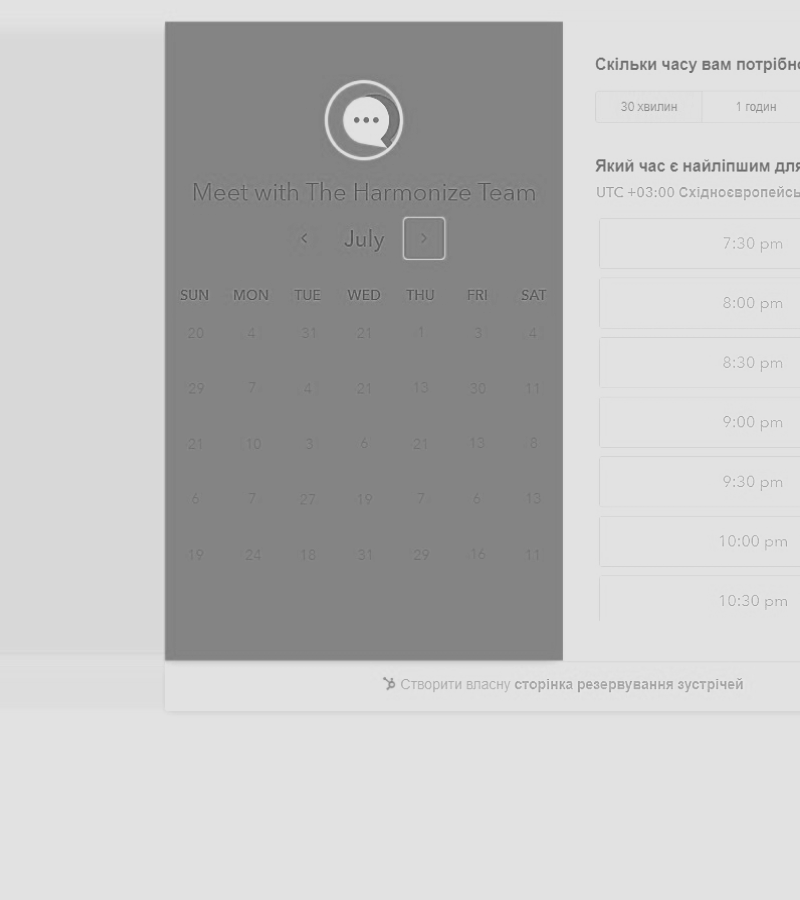 Meet with The Harmonize Team
July
SUN MON TUE WED THU FRI SAT
20 4 31 21 1 3 4
29 7 4 21 13 30 11
21 10 3 6 21 13 8
6 7 27 19 7 6 13
19 24 18 31 29 16 11
Скільки часу вам потрібно
30 хвилин 1 годин
Який час є найліпшим для
UTC +03:00 Східноєвропейсь
7:30 pm
8:00 pm
8:30 pm
9:00 pm
9:30 pm
10:00 pm
10:30 pm
Створити власну сторінка резервування зустрічей